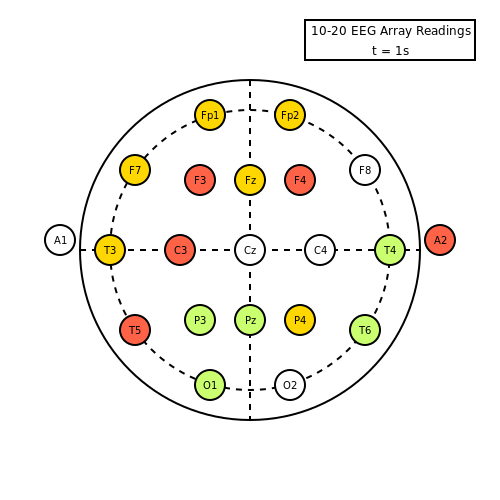 10-20 EEG Array Readings
t = 1s
Fp1 Fp2
F7 F8
F3 Fz F4
A1 A2
T3 C3 Cz C4 T4
P3 Pz P4
T5 T6
O1 O2